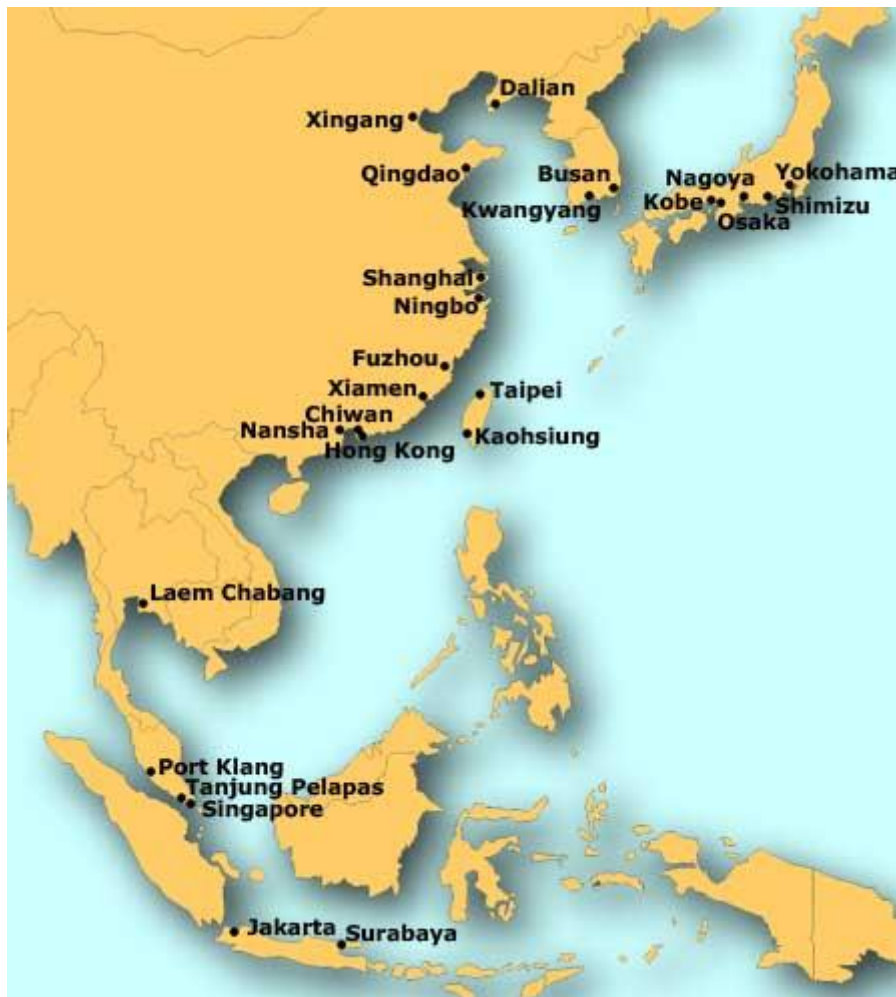 Dalian
Xingang
Qingdao
Busan
Nagoya
Yokohama
Kwangyang
Kobe
Shimizu
Osaka
Shanghai
Ningbo
Fuzhou
Xiamen
Taipei
Chiwan
Nansha
Kaohsiung
Hong Kong
Laem Chabang
Port Klang
Tanjung Pelapas
Singapore
Jakarta
Surabaya